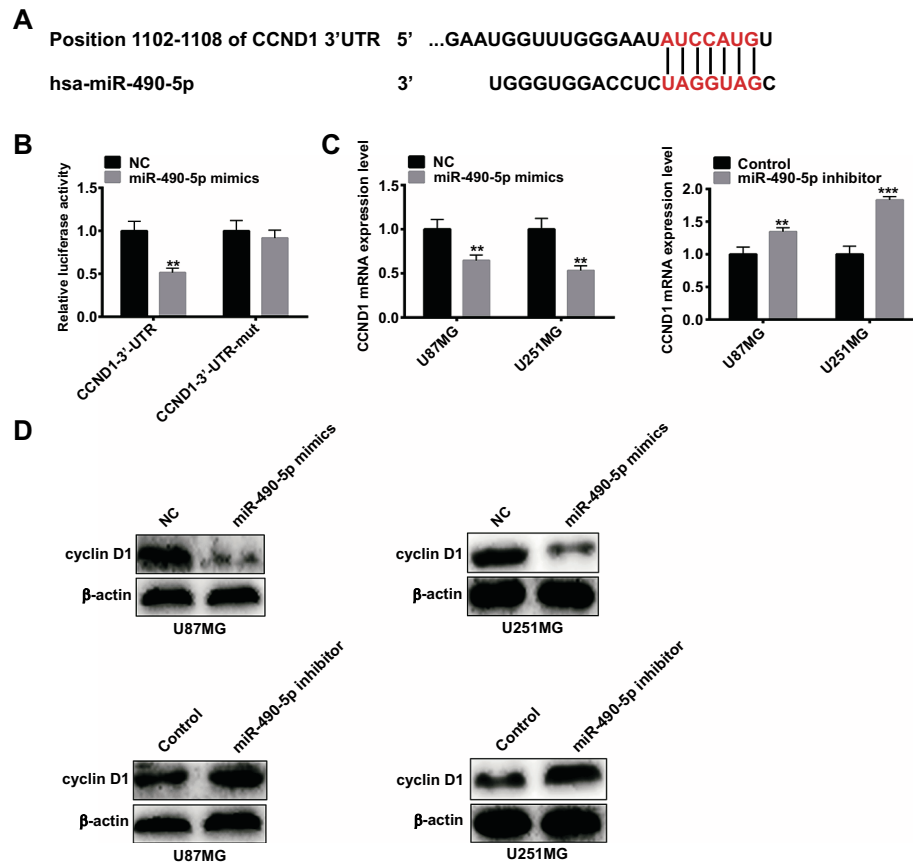 A
Position 1102-1108 of CCND1 3'UTR 5' ...GAAUGGUUUGGGAAUAUCCAUGU
hsa-miR-490-5p 3' UGGGUGGACCUCUAGGUAGC
B
NC
miR-490-5p mimics
Relative luciferase activity
1.5
1.0
0.5
0.0
**
CCND1-3'-UTR
CCND1-3'-UTR-mut
C
NC
miR-490-5p mimics
CCND1 mRNA expression level
1.5
1.0
0.5
0.0
**
**
U87MG
U251MG
Control
miR-490-5p inhibitor
CCND1 mRNA expression level
2.0
1.5
1.0
0.5
0.0
**
***
U87MG
U251MG
D
NC
miR-490-5p mimics
cyclin D1
β-actin
U87MG
NC
miR-490-5p mimics
cyclin D1
β-actin
U251MG
Control
miR-490-5p inhibitor
cyclin D1
β-actin
U87MG
Control
miR-490-5p inhibitor
cyclin D1
β-actin
U251MG